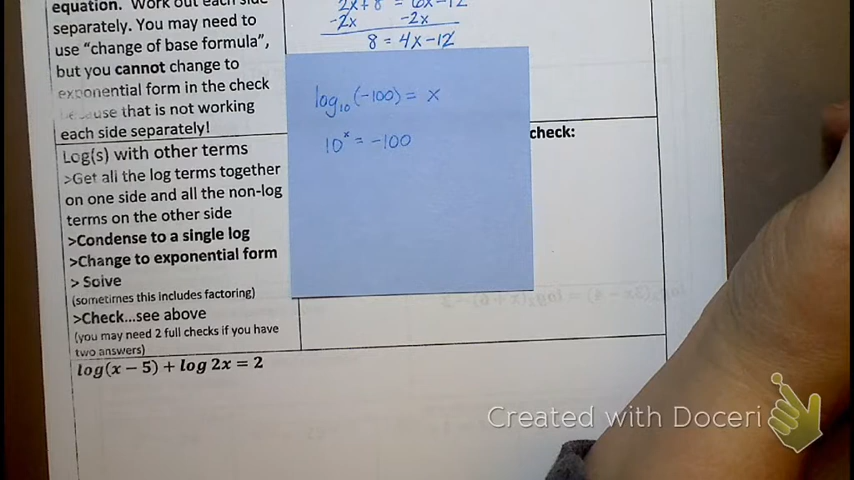 equation. Work out each side
separately. You may need to
use "change of base formula",
but you cannot change to
exponential form in the check
because that is not working
each side separately!
2x+8 = 6x-12
-2x -2x
8 = 4x-12
log₁₀(-100) = x
10ˣ = -100
check:
Log(s) with other terms
>Get all the log terms together
on one side and all the non-log
terms on the other side
>Condense to a single log
>Change to exponential form
> Solve
(sometimes this includes factoring)
>Check...see above
(you may need 2 full checks if you have
two answers)
log(x − 5) + log 2x = 2
Created with Doceri